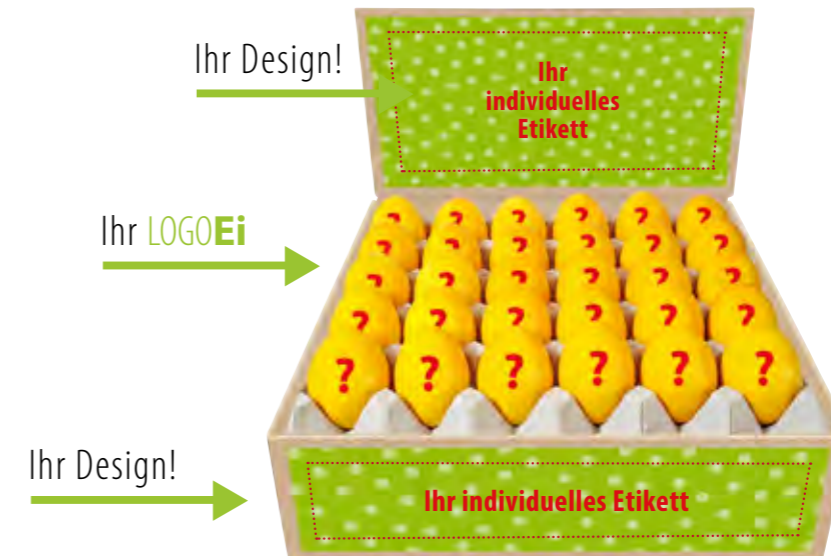 Ihr Design!
Ihr
individuelles
Etikett
Ihr LOGOEi
? ? ? ? ? ?
? ? ? ? ? ?
? ? ? ? ? ?
? ? ? ? ? ?
? ? ? ? ? ?
Ihr Design!
Ihr individuelles Etikett